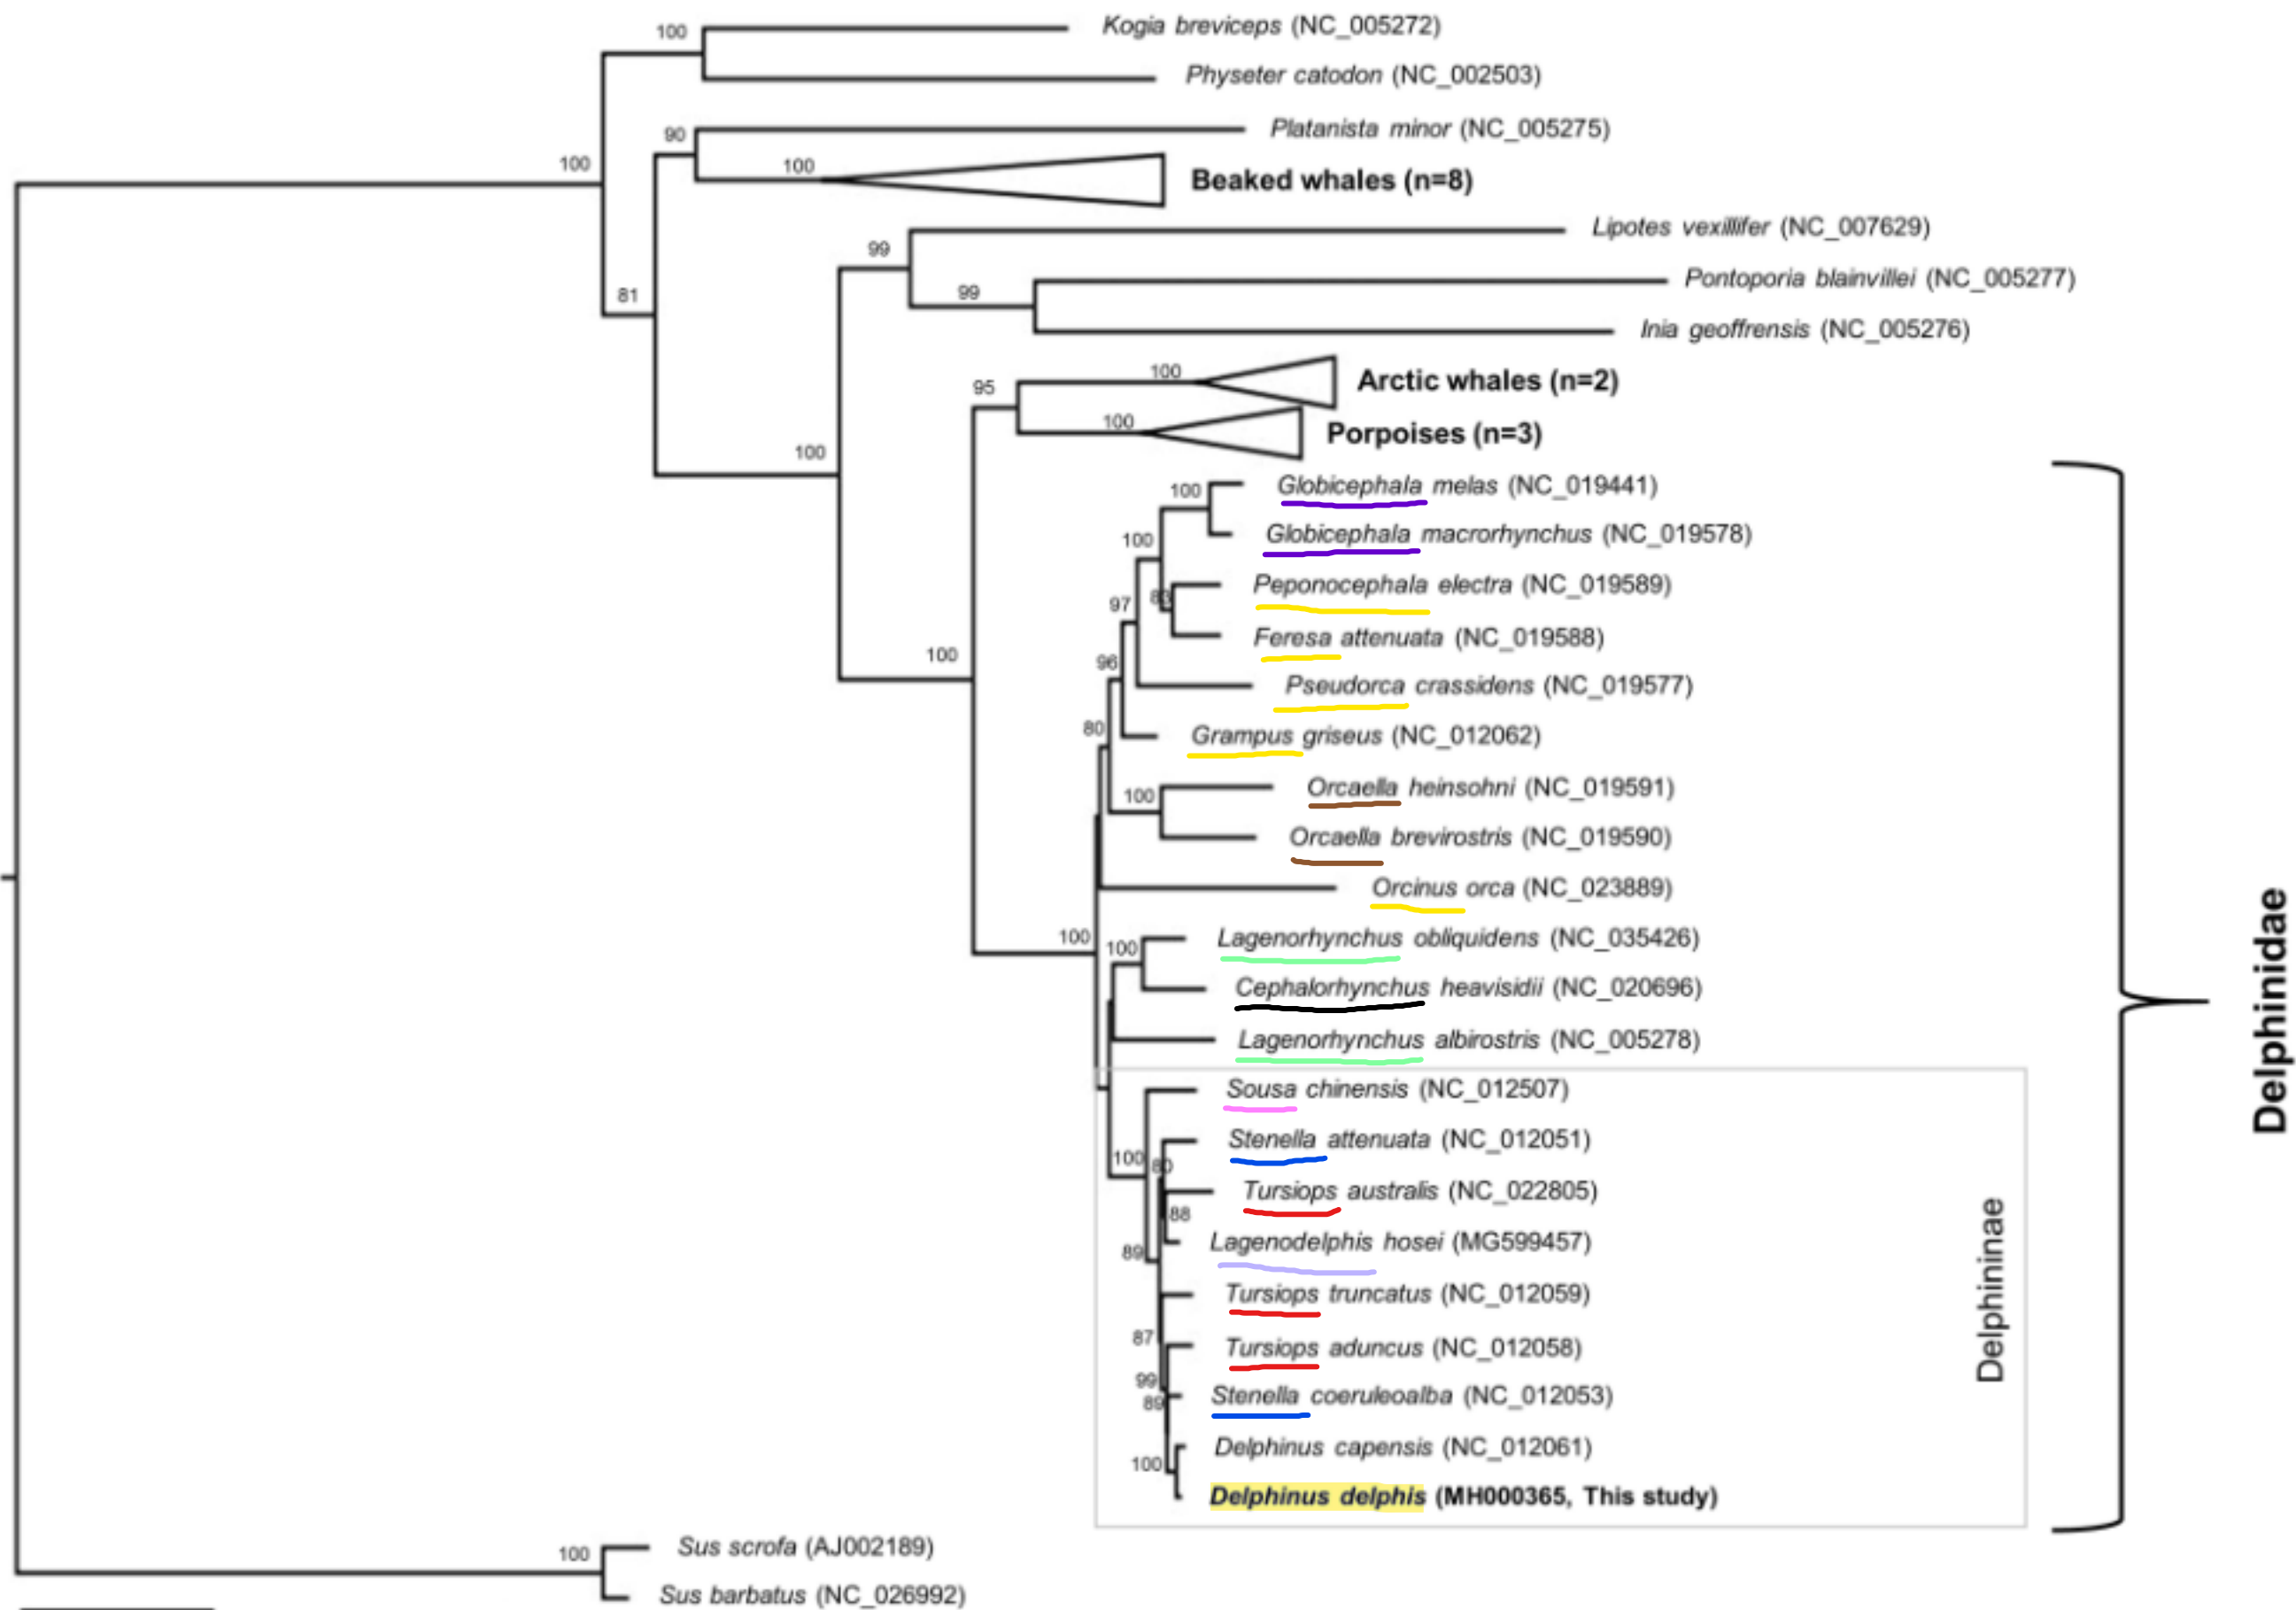 100
Kogia breviceps (NC_005272)
Physeter catodon (NC_002503)
90
Platanista minor (NC_005275)
100
100
Beaked whales (n=8)
Lipotes vexillifer (NC_007629)
99
Pontoporia blainvillei (NC_005277)
99
81
Inia geoffrensis (NC_005276)
100
Arctic whales (n=2)
95
100
Porpoises (n=3)
100
100
Globicephala melas (NC_019441)
Globicephala macrorhynchus (NC_019578)
100
Peponocephala electra (NC_019589)
83
97
Feresa attenuata (NC_019588)
100
96
Pseudorca crassidens (NC_019577)
80
Grampus griseus (NC_012062)
Orcaella heinsohni (NC_019591)
100
Orcaella brevirostris (NC_019590)
Orcinus orca (NC_023889)
100
100
Lagenorhynchus obliquidens (NC_035426)
Cephalorhynchus heavisidii (NC_020696)
Lagenorhynchus albirostris (NC_005278)
Delphinidae
Sousa chinensis (NC_012507)
Stenella attenuata (NC_012051)
100
80
Tursiops australis (NC_022805)
88
Lagenodelphis hosei (MG599457)
89
Tursiops truncatus (NC_012059)
Delphininae
87
Tursiops aduncus (NC_012058)
99
Stenella coeruleoalba (NC_012053)
89
Delphinus capensis (NC_012061)
100
Delphinus delphis (MH000365, This study)
100
Sus scrofa (AJ002189)
Sus barbatus (NC_026992)